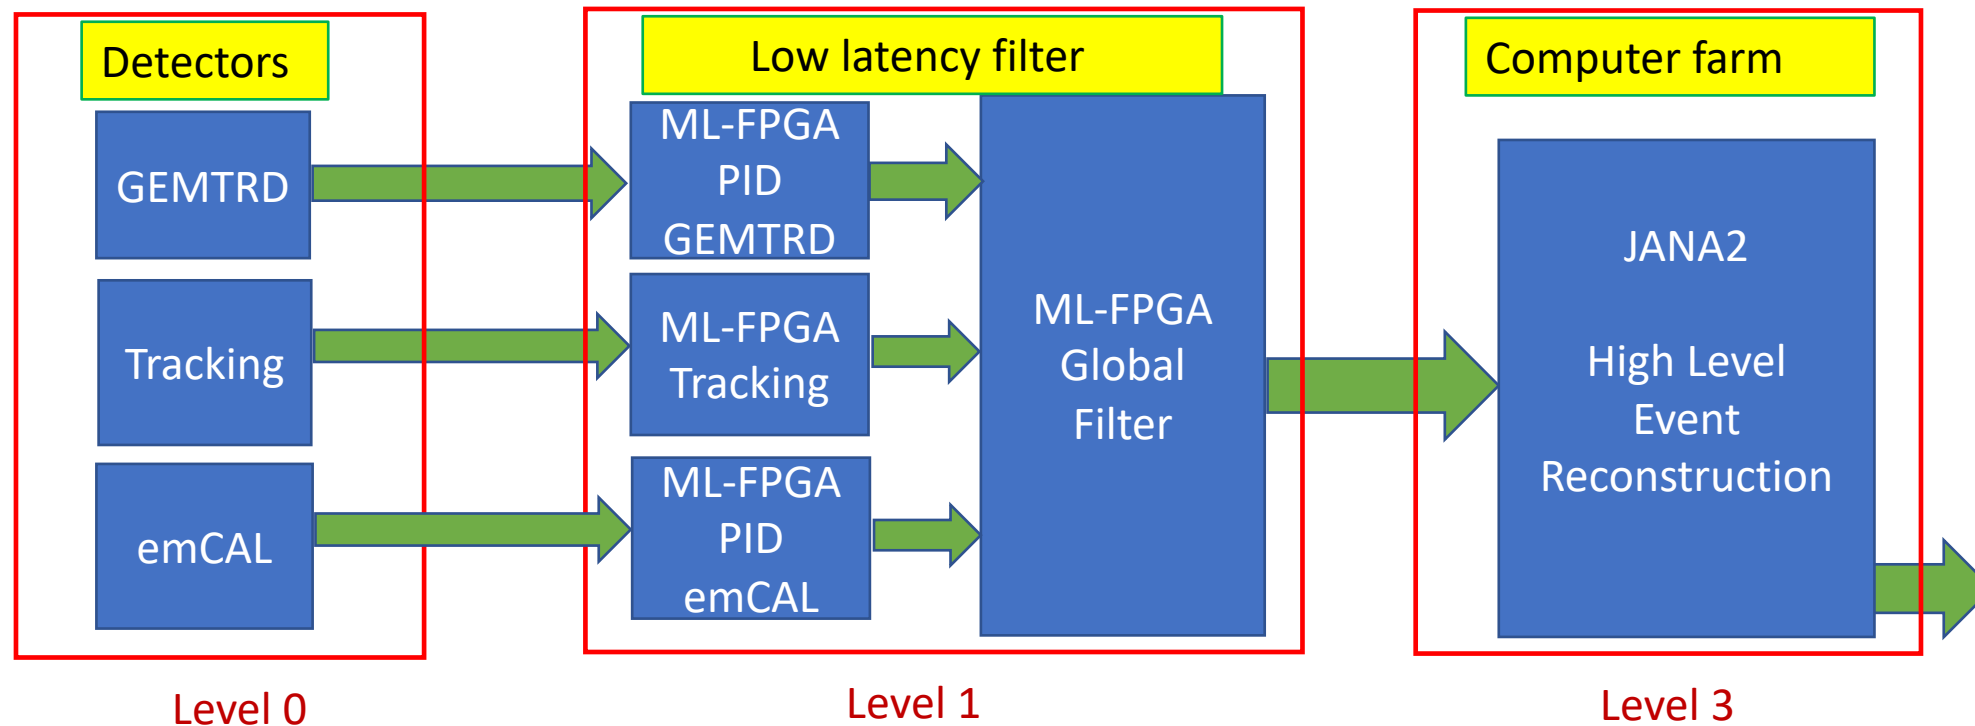 Detectors
GEMTRD
Tracking
emCAL
Level 0
Low latency filter
ML-FPGA
PID
GEMTRD
ML-FPGA
Tracking
ML-FPGA
PID
emCAL
ML-FPGA
Global
Filter
Level 1
Computer farm
JANA2
High Level
Event
Reconstruction
Level 3